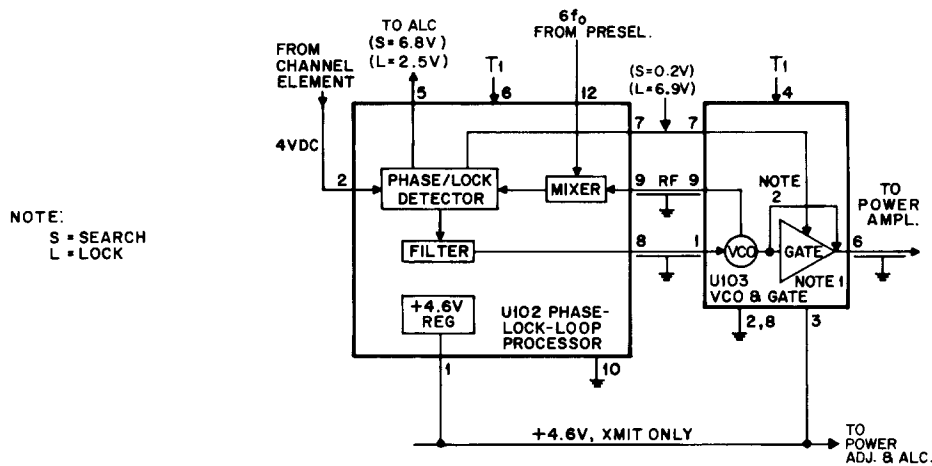 TO ALC
(S=6.8V)
(L=2.5V)
6fo
FROM PRESEL.
FROM
CHANNEL
ELEMENT
T1
(S=0.2V)
(L=6.9V)
T1
5
6
12
4
7
7
4VDC
2
PHASE/LOCK
DETECTOR
MIXER
9 RF 9
NOTE
2
TO
POWER
AMPL.
NOTE:
S = SEARCH
L = LOCK
FILTER
8
1
VCO
GATE
6
U103
NOTE 1
VCO & GATE
+4.6V
REG
U102 PHASE-
LOCK-LOOP
PROCESSOR
2,8
3
1
10
+4.6V, XMIT ONLY
TO
POWER
ADJ. & ALC.